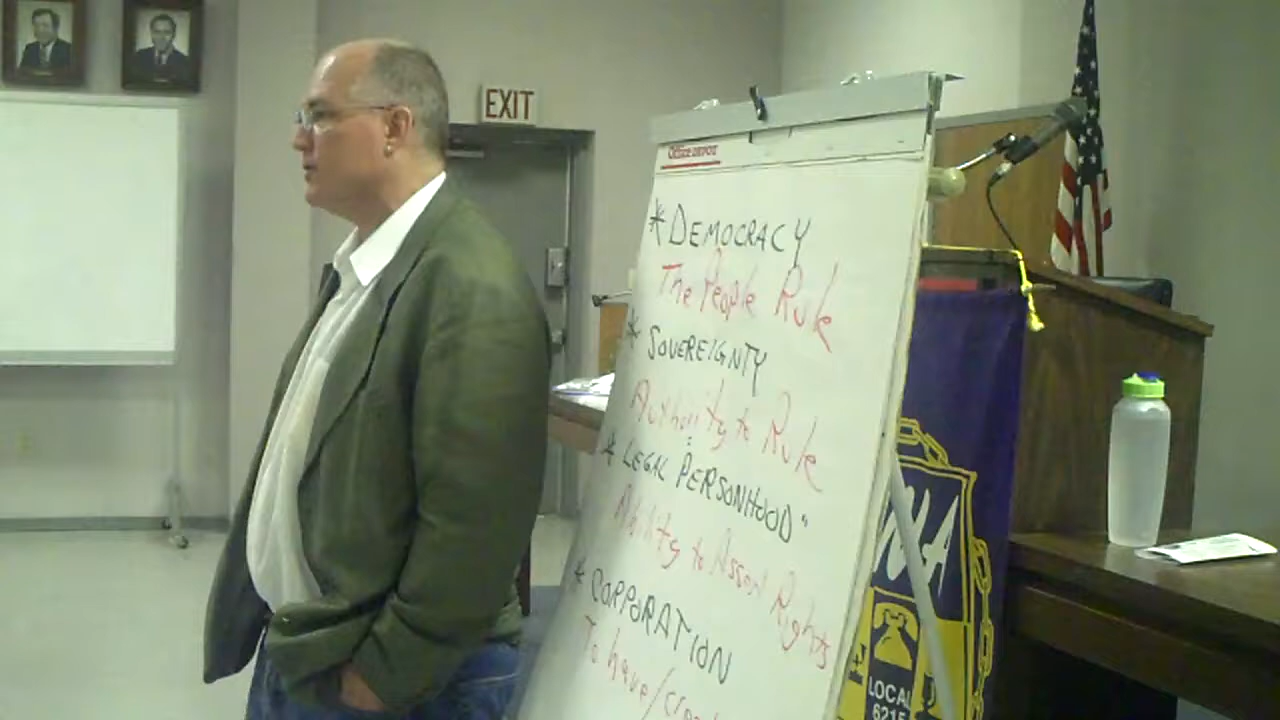 EXIT
Office DEPOT
* DEMOCRACY
The People Rule
* SOVEREIGNTY
Authority to Rule
* "LEGAL PERSONHOOD"
Ability to Assert Rights
* CORPORATION
To have/
WA
LOCAL
6215